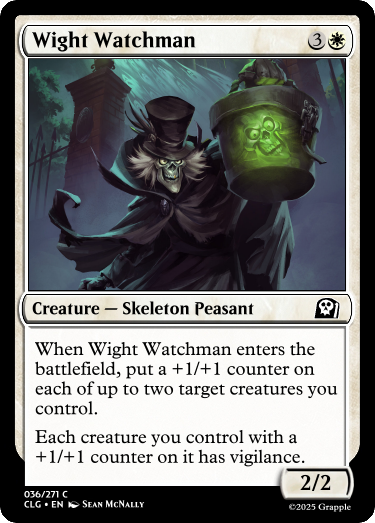 Wight Watchman
3
Creature — Skeleton Peasant
When Wight Watchman enters the
battlefield, put a +1/+1 counter on
each of up to two target creatures you
control.
Each creature you control with a
+1/+1 counter on it has vigilance.
2/2
036/271 C
CLG • EN Sean McNally
©2025 Grapple